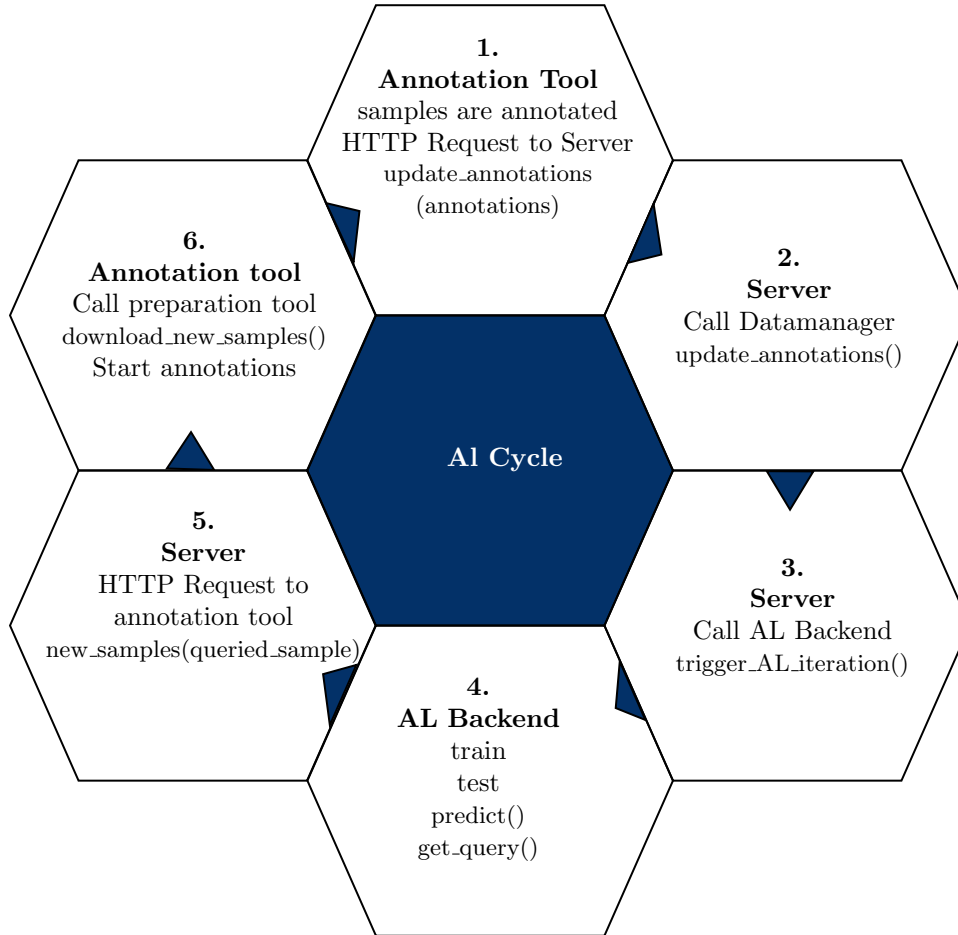 1.
Annotation Tool
samples are annotated
HTTP Request to Server
update_annotations
(annotations)
2.
Server
Call Datamanager
update_annotations()
3.
Server
Call AL Backend
trigger_AL_iteration()
4.
AL Backend
train
test
predict()
get_query()
5.
Server
HTTP Request to
annotation tool
new_samples(queried_sample)
6.
Annotation tool
Call preparation tool
download_new_samples()
Start annotations
Al Cycle